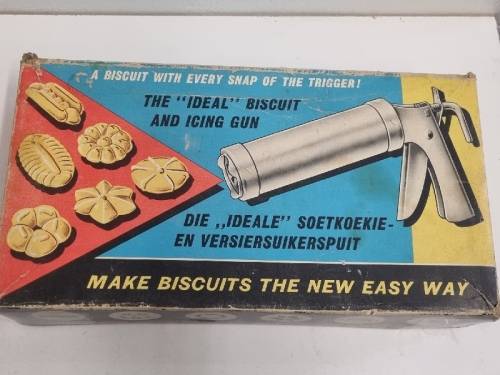 A BISCUIT WITH EVERY SNAP OF THE TRIGGER!
THE "IDEAL" BISCUIT
AND ICING GUN
DIE „IDEALE" SOETKOEKIE-
EN VERSIERSUIKERSPUIT
MAKE BISCUITS THE NEW EASY WAY